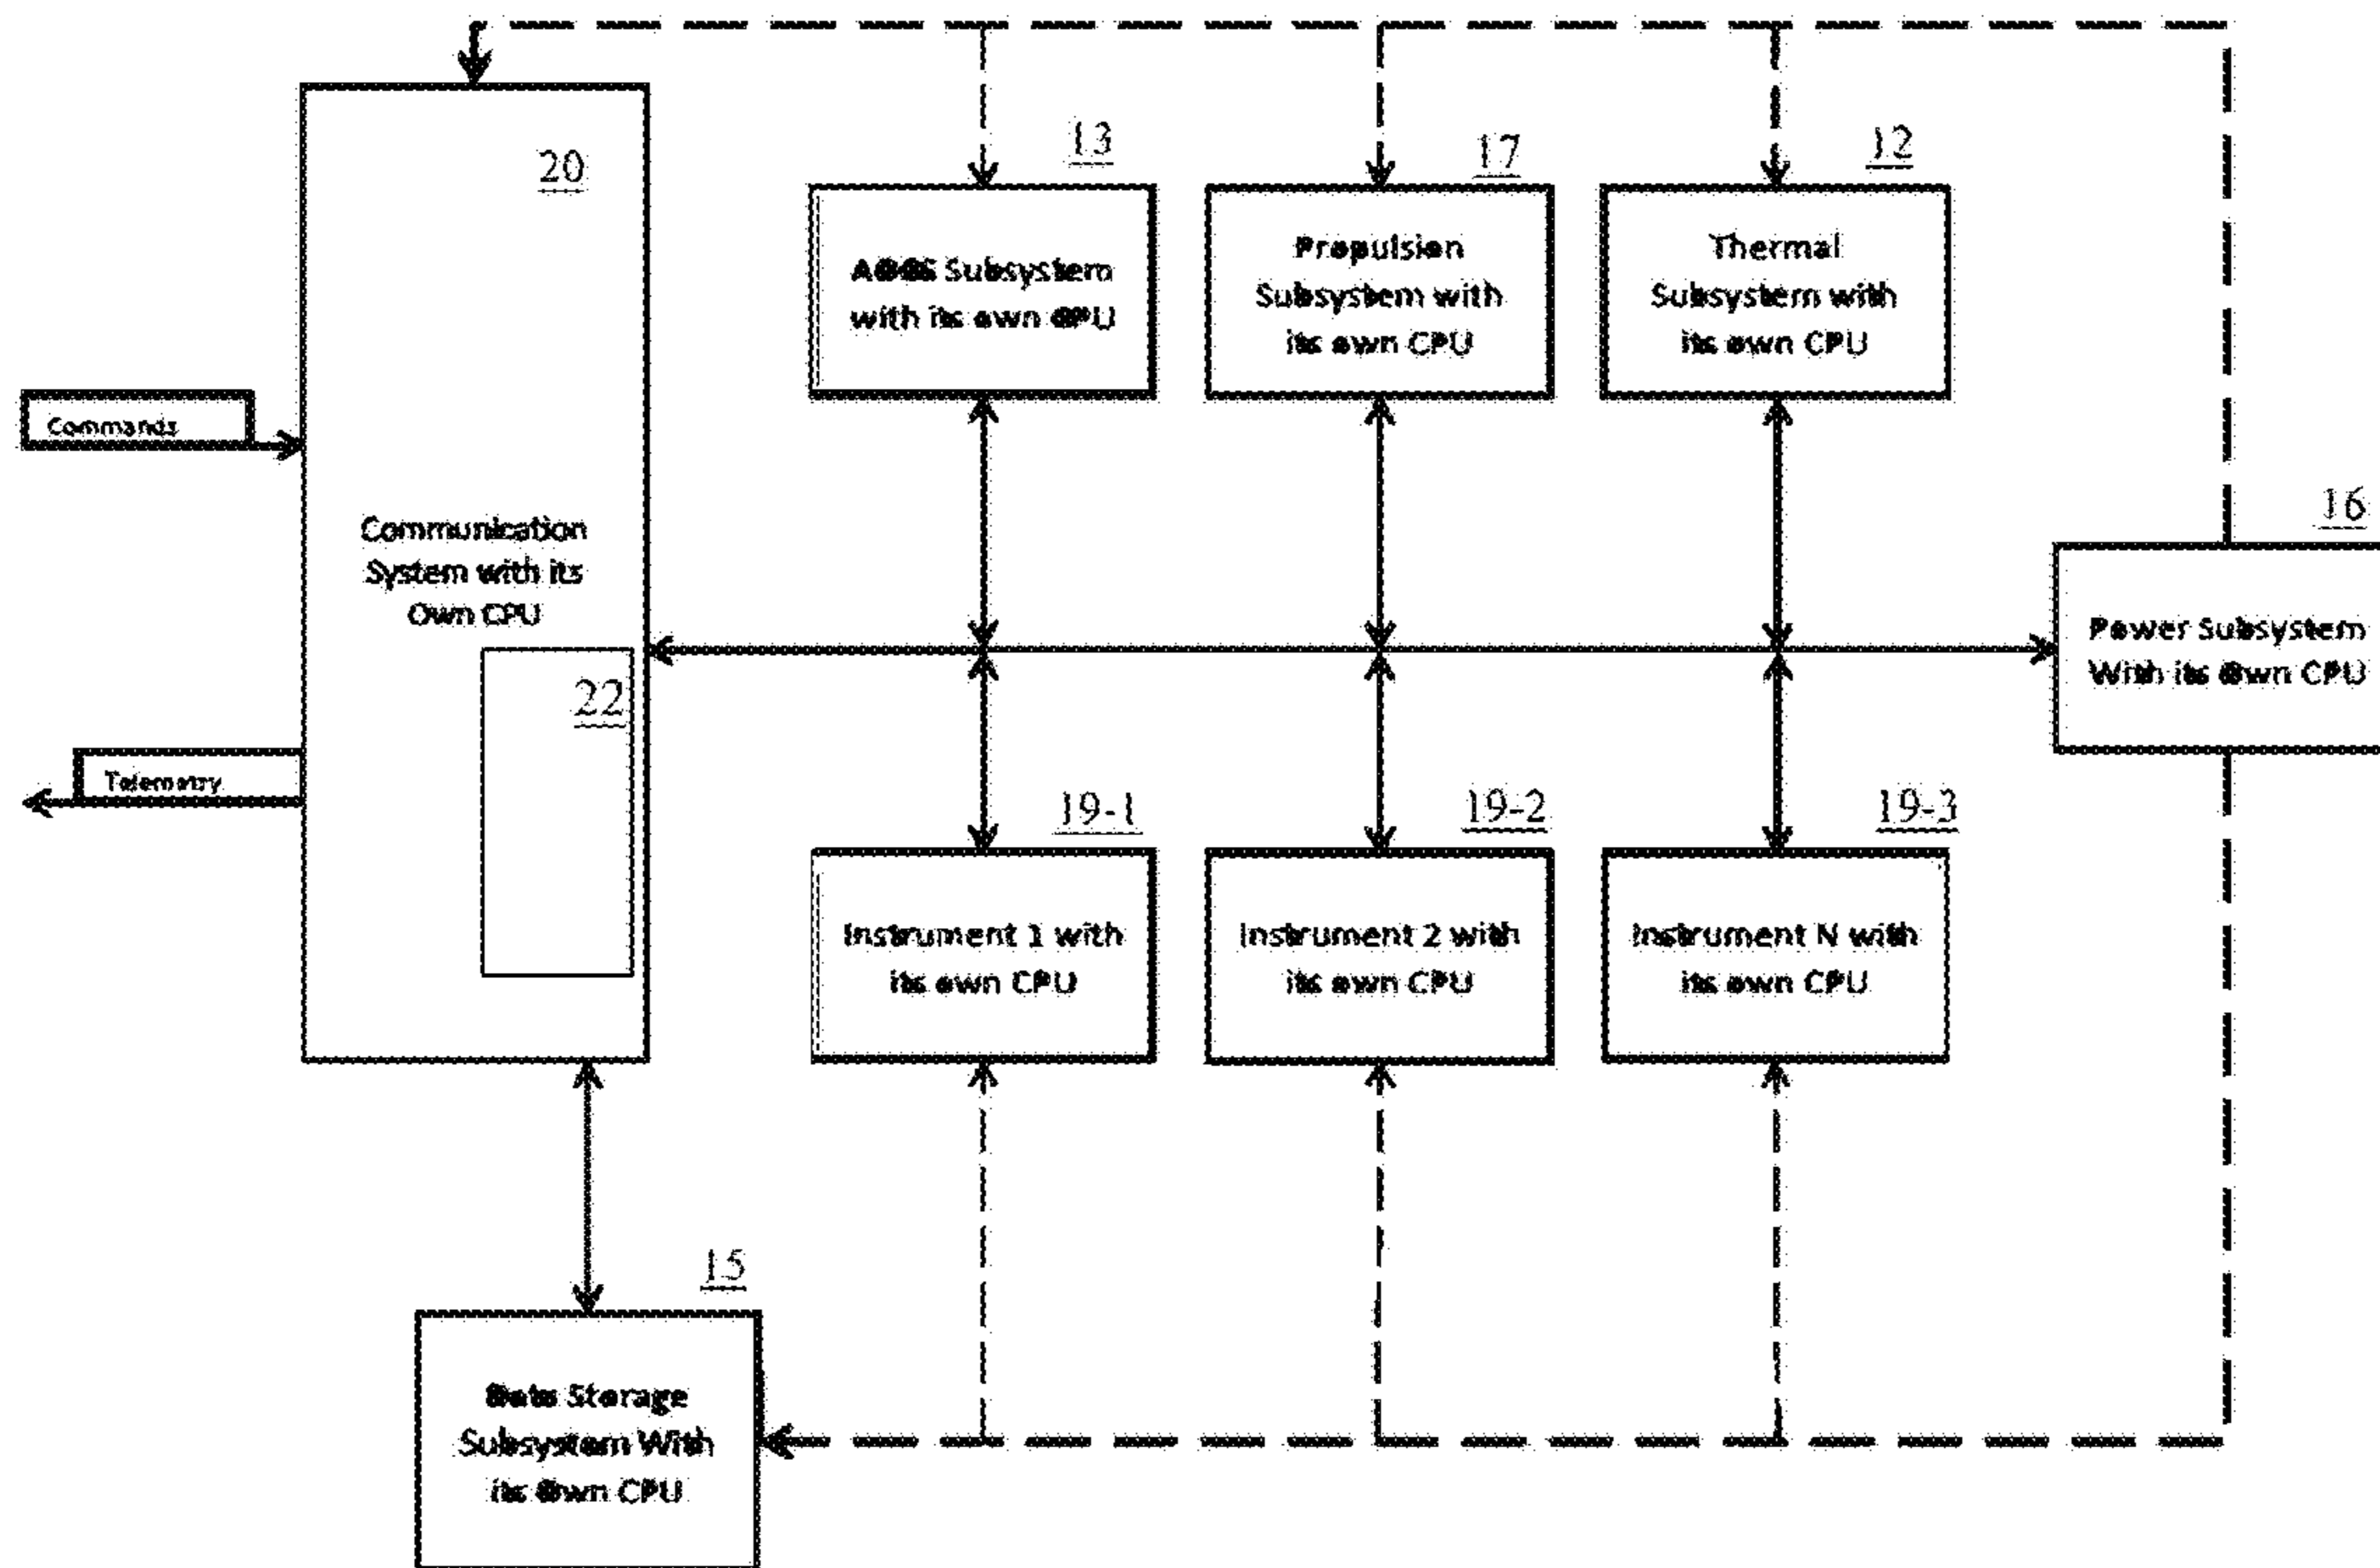 20
13
17
12
Subsystem
with its own CPU
Propulsion
Subsystem with
its own CPU
Thermal
Subsystem with
its own CPU
Commands
Communication
System with its
Own CPU
16
Power Subsystem
With its Own CPU
22
Telemetry
19-1
19-2
19-3
Instrument 1 with
its own CPU
Instrument 2 with
its own CPU
Instrument N with
its own CPU
15
Data Storage
Subsystem With
its Own CPU